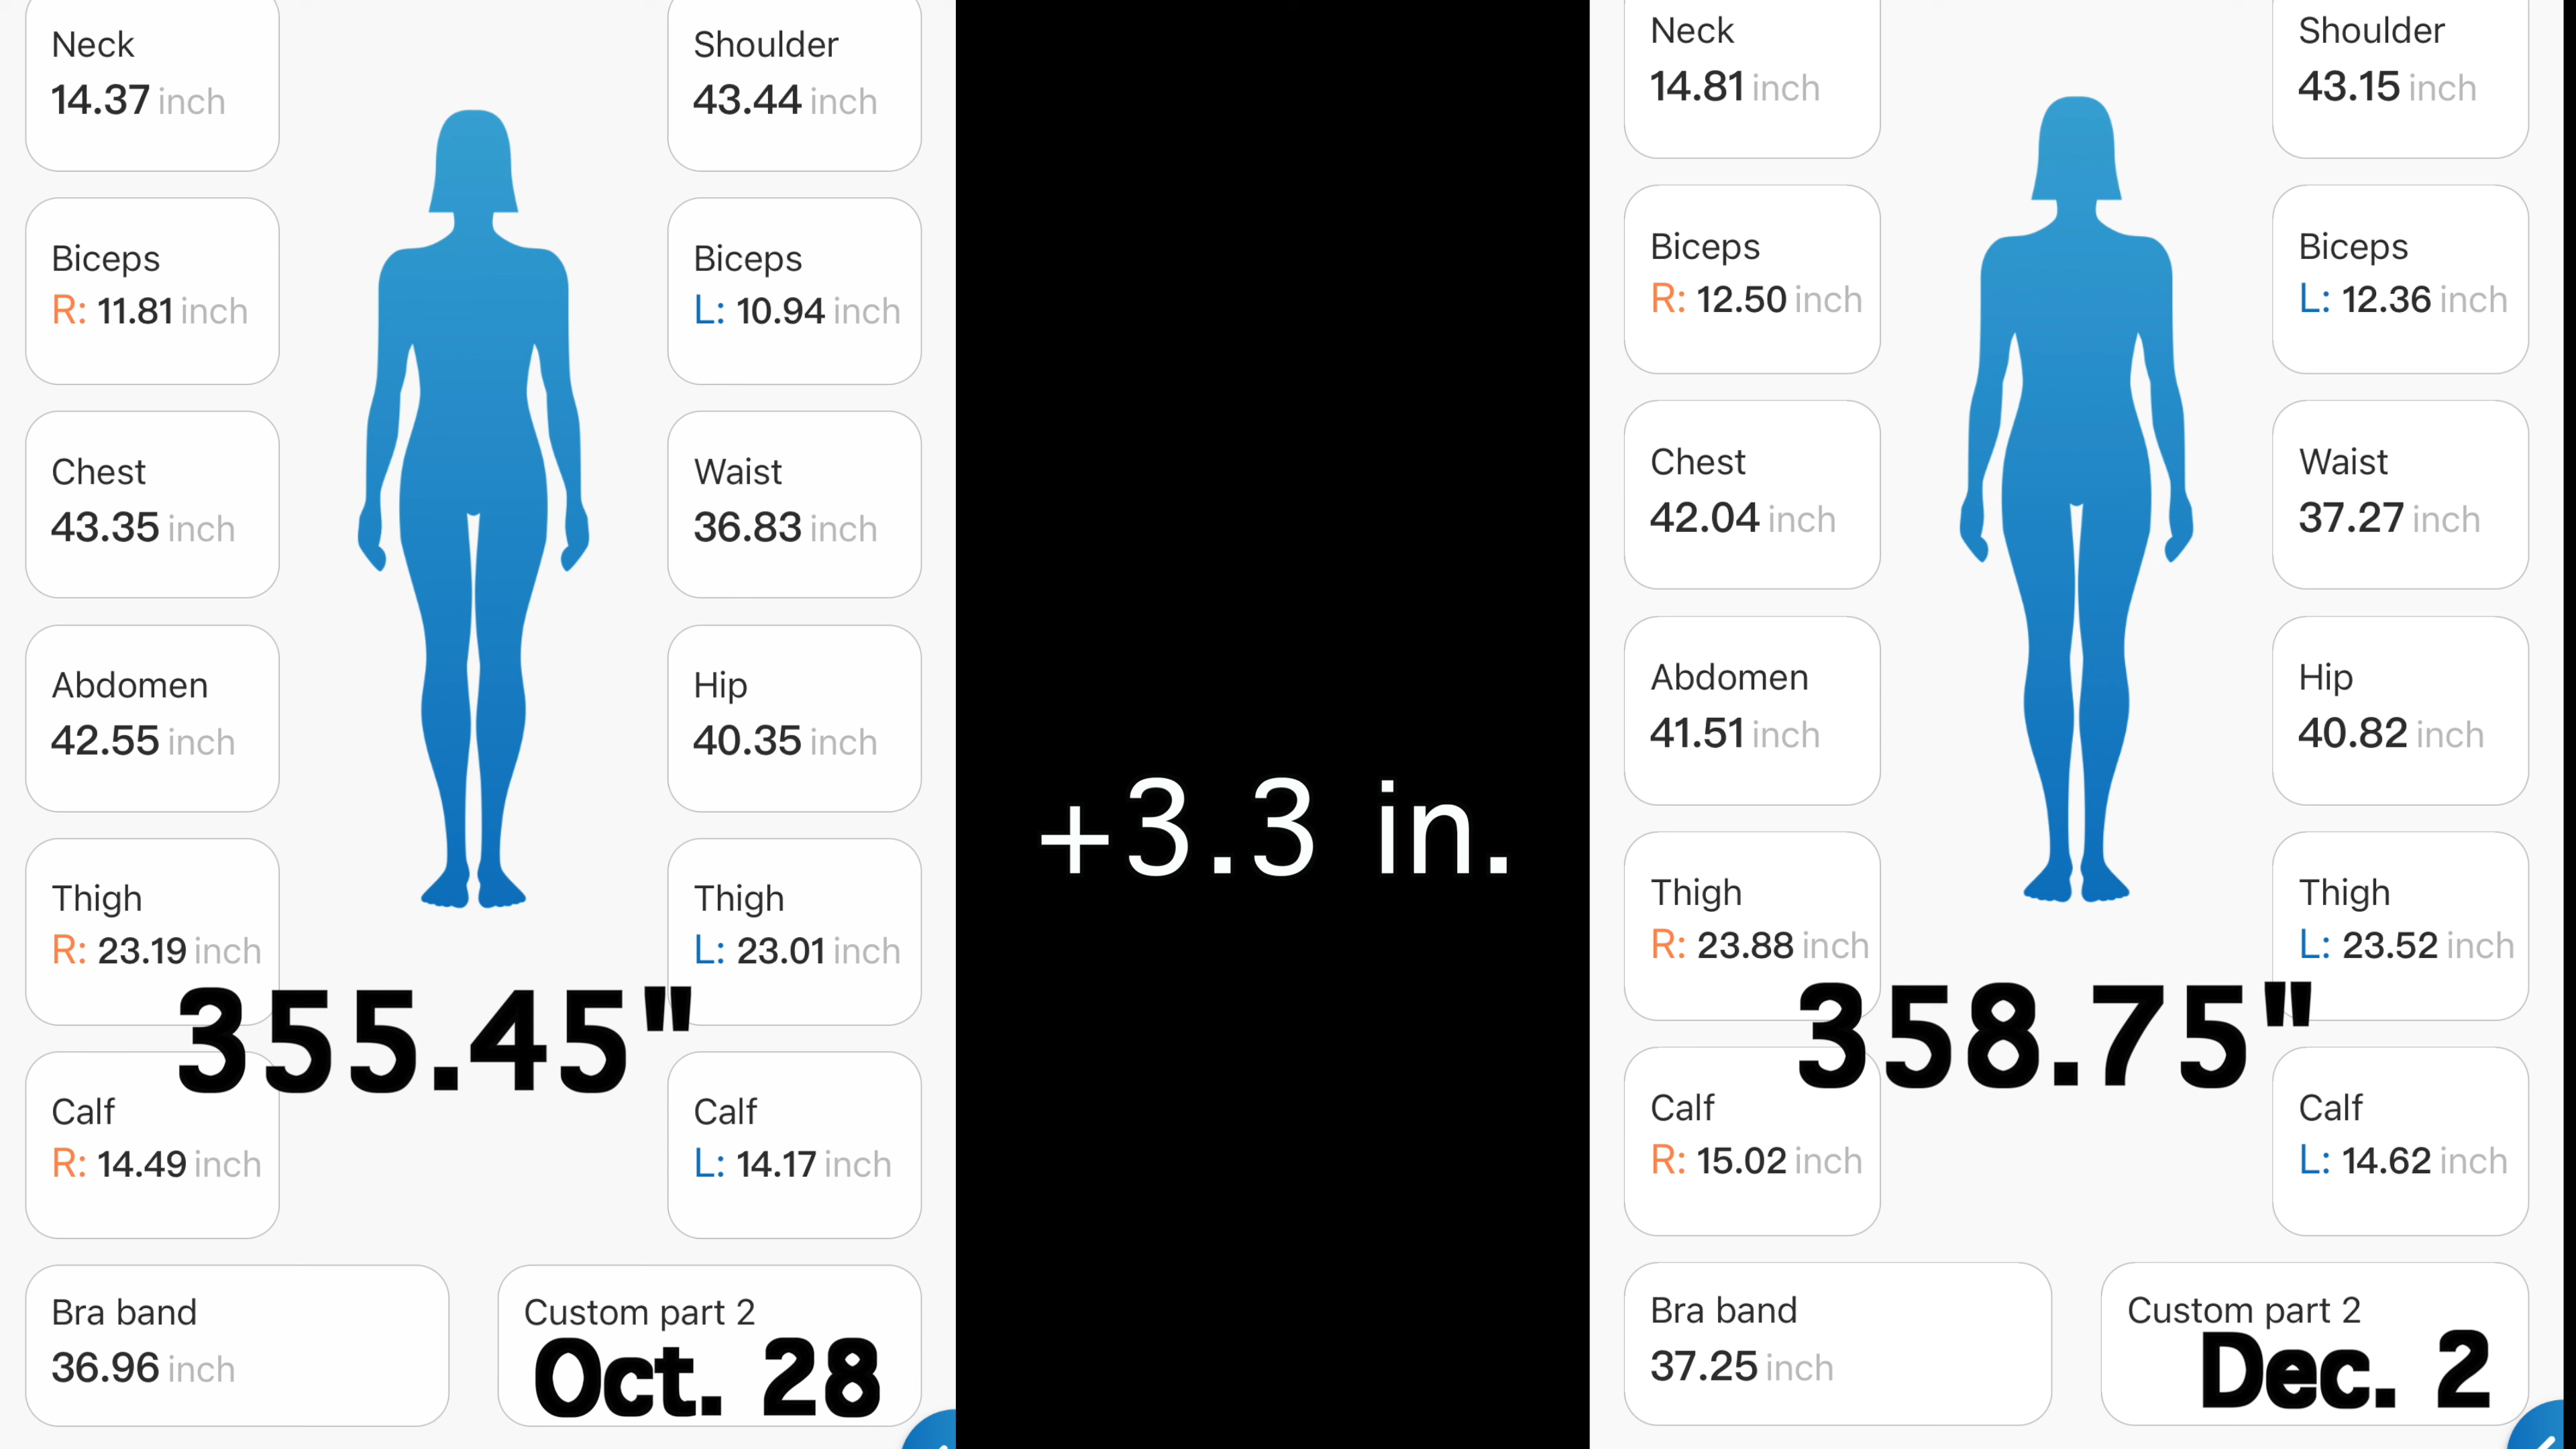 Neck
14.37 inch
Shoulder
43.44 inch
Biceps
R: 11.81 inch
Biceps
L: 10.94 inch
Chest
43.35 inch
Waist
36.83 inch
Abdomen
42.55 inch
Hip
40.35 inch
Thigh
R: 23.19 inch
Thigh
L: 23.01 inch
355.45"
Calf
R: 14.49 inch
Calf
L: 14.17 inch
Bra band
36.96 inch
Custom part 2
Oct. 28
+3.3 in.
Neck
14.81 inch
Shoulder
43.15 inch
Biceps
R: 12.50 inch
Biceps
L: 12.36 inch
Chest
42.04 inch
Waist
37.27 inch
Abdomen
41.51 inch
Hip
40.82 inch
Thigh
R: 23.88 inch
Thigh
L: 23.52 inch
358.75"
Calf
R: 15.02 inch
Calf
L: 14.62 inch
Bra band
37.25 inch
Custom part 2
Dec. 2